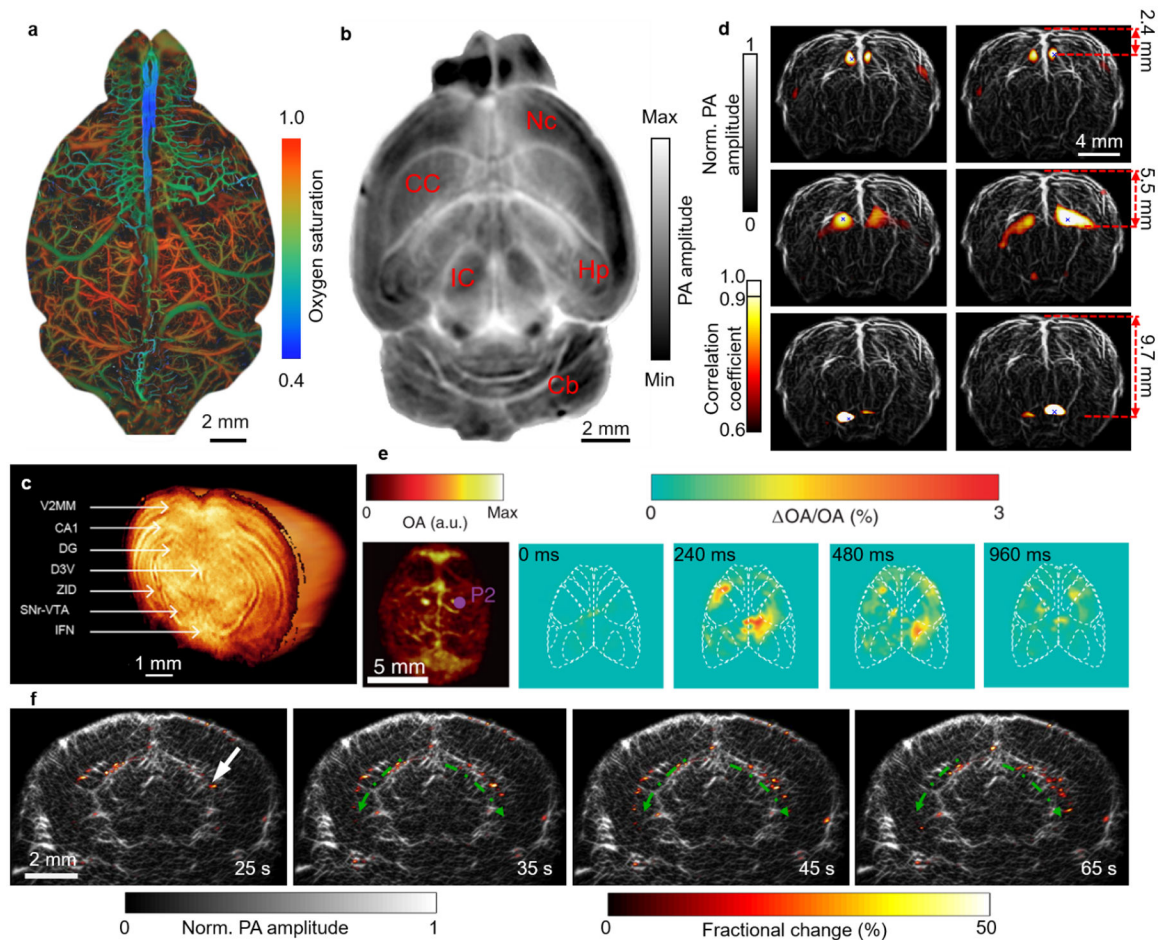 a
1.0
Oxygen saturation
0.4
2 mm
b
Nc
CC
IC
Hp
Cb
Max
PA amplitude
Min
2 mm
d
1
Norm. PA
amplitude
0
1.0
0.9
Correlation
coefficient
0.6
2.4 mm
4 mm
5.5 mm
9.7 mm
c
V2MM
CA1
DG
D3V
ZID
SNr-VTA
IFN
1 mm
e
0
OA (a.u.)
Max
0
ΔOA/OA (%)
3
P2
5 mm
0 ms
240 ms
480 ms
960 ms
f
2 mm
25 s
35 s
45 s
65 s
0
Norm. PA amplitude
1
0
Fractional change (%)
50